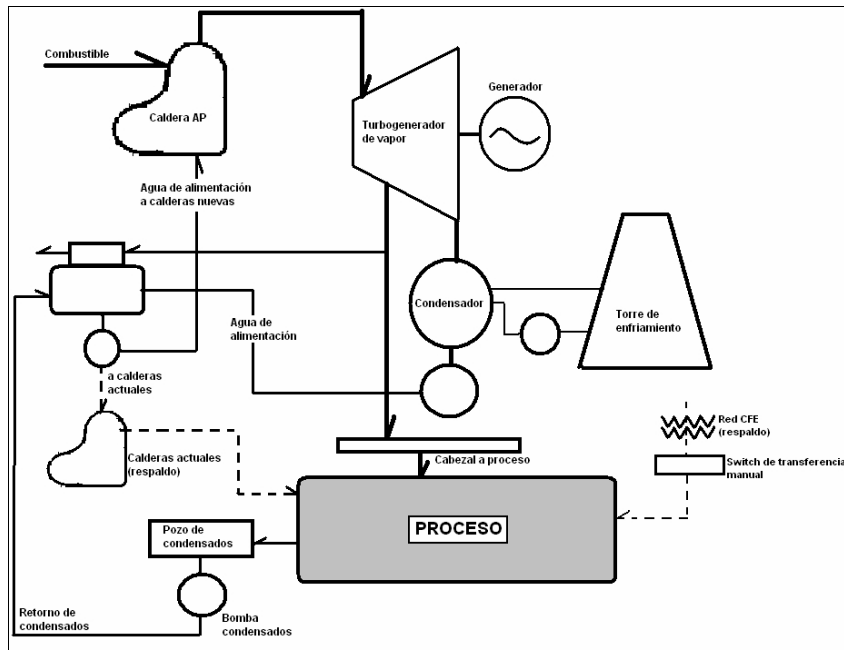 Combustible
Caldera AP
Generador
Turbogenerador
de vapor
Agua de alimentación
a calderas nuevas
Condensador
Torre de
enfriamiento
Agua de
alimentación
a calderas
actuales
Red CFE
(respaldo)
Calderas actuales
(respaldo)
Cabezal a proceso
Switch de transferencia
manual
PROCESO
Pozo de
condensados
Retorno de
condensados
Bomba
condensados